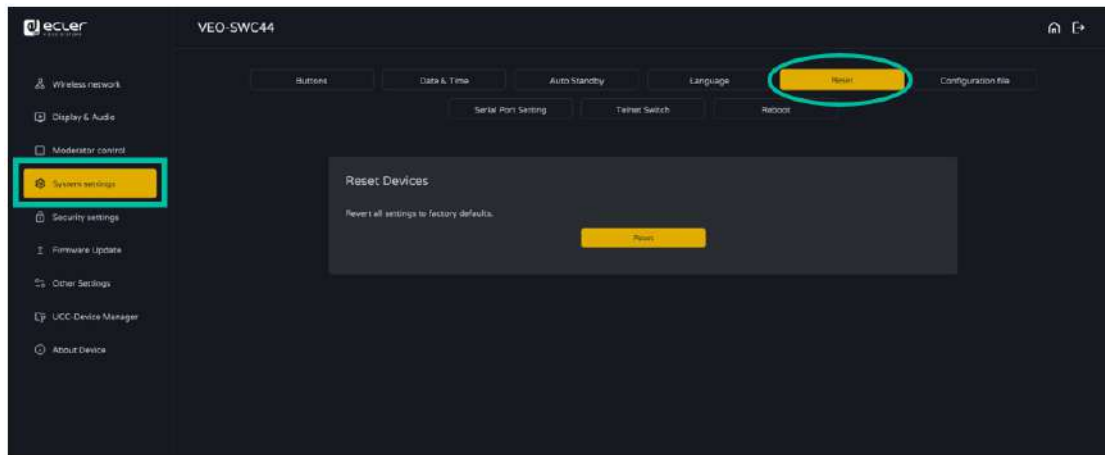 ecler
VEO-SWC44
Wireless network
Display & Audio
Moderator control
System settings
Security settings
Firmware Update
Other Settings
UCC-Device Manager
About Device
Buttons
Data & Time
Auto Standby
Language
Reset
Configuration file
Serial Port Setting
Telnet Switch
Reboot
Reset Devices
Revert all settings to factory defaults.
Reset